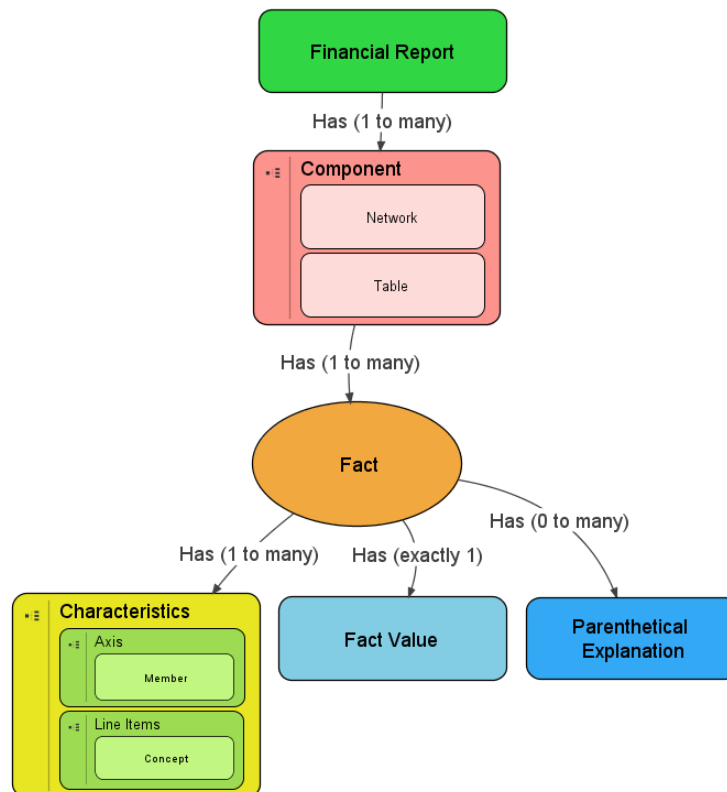 Financial Report
Has (1 to many)
Component
Network
Table
Has (1 to many)
Fact
Has (1 to many)
Has (exactly 1)
Has (0 to many)
Characteristics
Axis
Member
Line Items
Concept
Fact Value
Parenthetical
Explanation